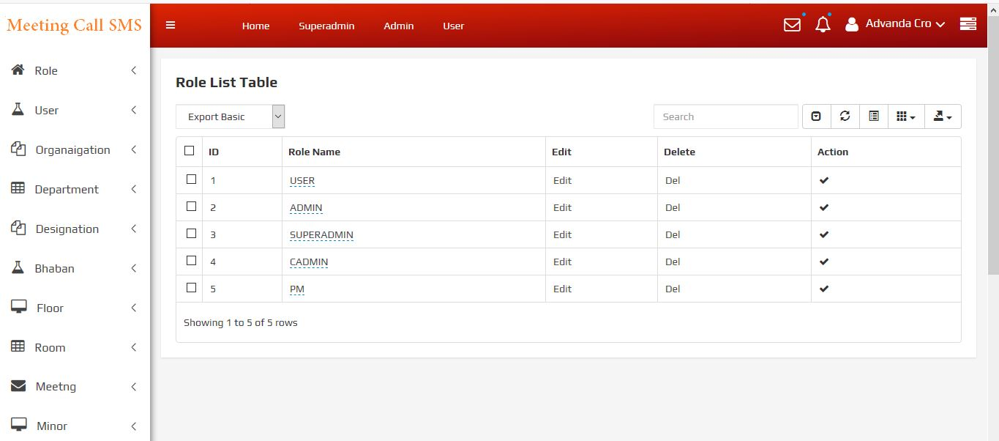 Meeting Call SMS
Home Superadmin Admin User
Advanda Cro
Role
User
Organaigation
Department
Designation
Bhaban
Floor
Room
Meetng
Minor
Role List Table
Export Basic
Search
ID Role Name Edit Delete Action
1 USER Edit Del
2 ADMIN Edit Del
3 SUPERADMIN Edit Del
4 CADMIN Edit Del
5 PM Edit Del
Showing 1 to 5 of 5 rows